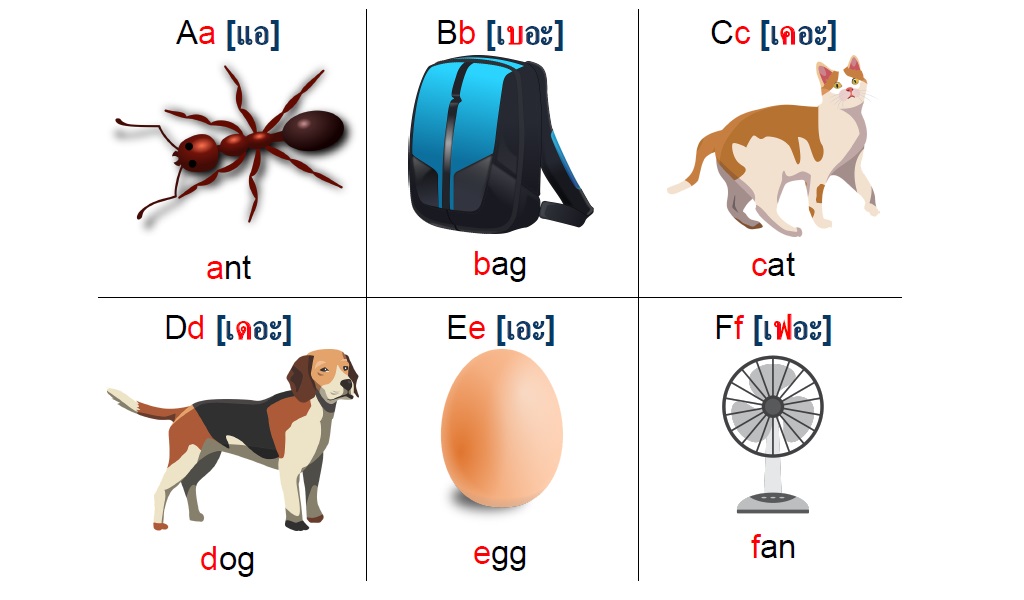 Aa [แอ]
Bb [เบอะ]
Cc [เคอะ]
ant
bag
cat
Dd [เดอะ]
Ee [เอะ]
Ff [เฟอะ]
dog
egg
fan